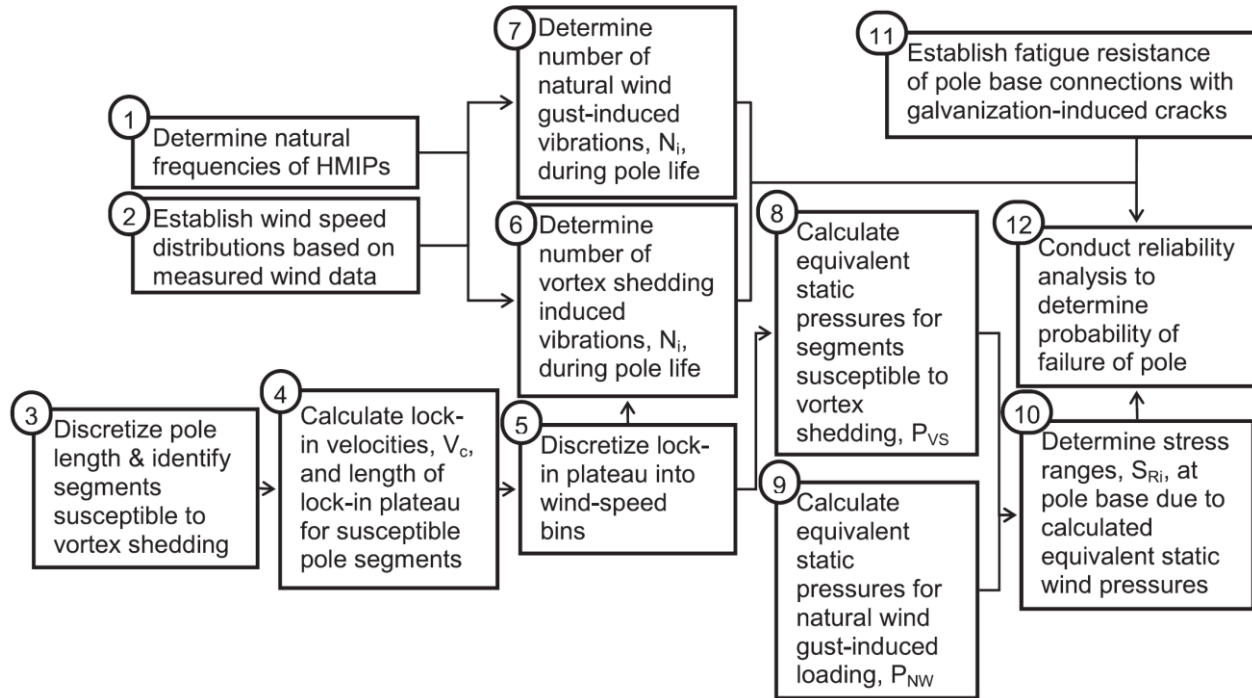 1
Determine natural
frequencies of HMIPs
2
Establish wind speed
distributions based on
measured wind data
3
Discretize pole
length & identify
segments
susceptible to
vortex shedding
4
Calculate lock-
in velocities, Vc,
and length of
lock-in plateau
for susceptible
pole segments
5
Discretize lock-
in plateau into
wind-speed
bins
6
Determine
number of
vortex shedding
induced
vibrations, Ni,
during pole life
7
Determine
number of
natural wind
gust-induced
vibrations, Ni,
during pole life
8
Calculate
equivalent
static
pressures for
segments
susceptible to
vortex
shedding, PVS
9
Calculate
equivalent
static
pressures for
natural wind
gust-induced
loading, PNW
10
Determine stress
ranges, SRi, at
pole base due to
calculated
equivalent static
wind pressures
11
Establish fatigue resistance
of pole base connections with
galvanization-induced cracks
12
Conduct reliability
analysis to
determine
probability of
failure of pole